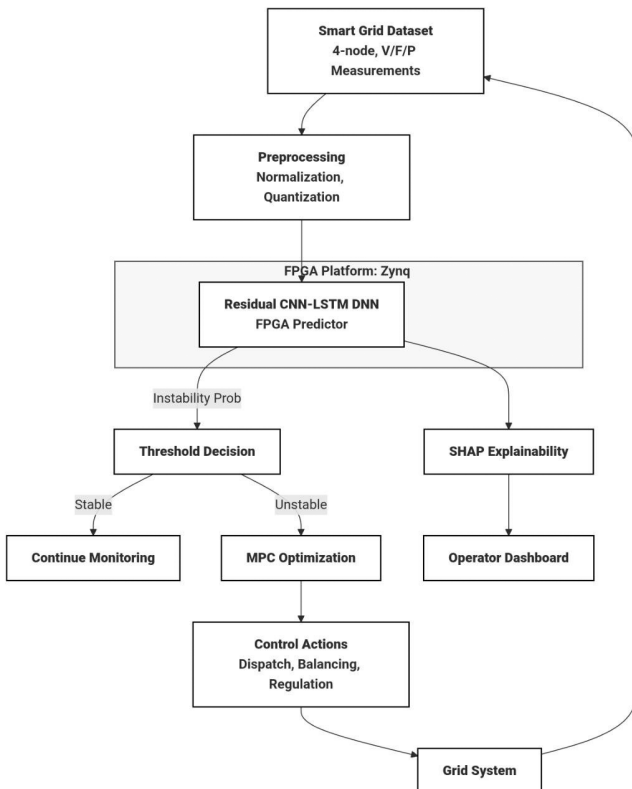 Smart Grid Dataset
4-node, V/F/P
Measurements
Preprocessing
Normalization,
Quantization
FPGA Platform: Zynq
Residual CNN-LSTM DNN
FPGA Predictor
Instability Prob
Threshold Decision
SHAP Explainability
Stable
Unstable
Continue Monitoring
MPC Optimization
Operator Dashboard
Control Actions
Dispatch, Balancing,
Regulation
Grid System